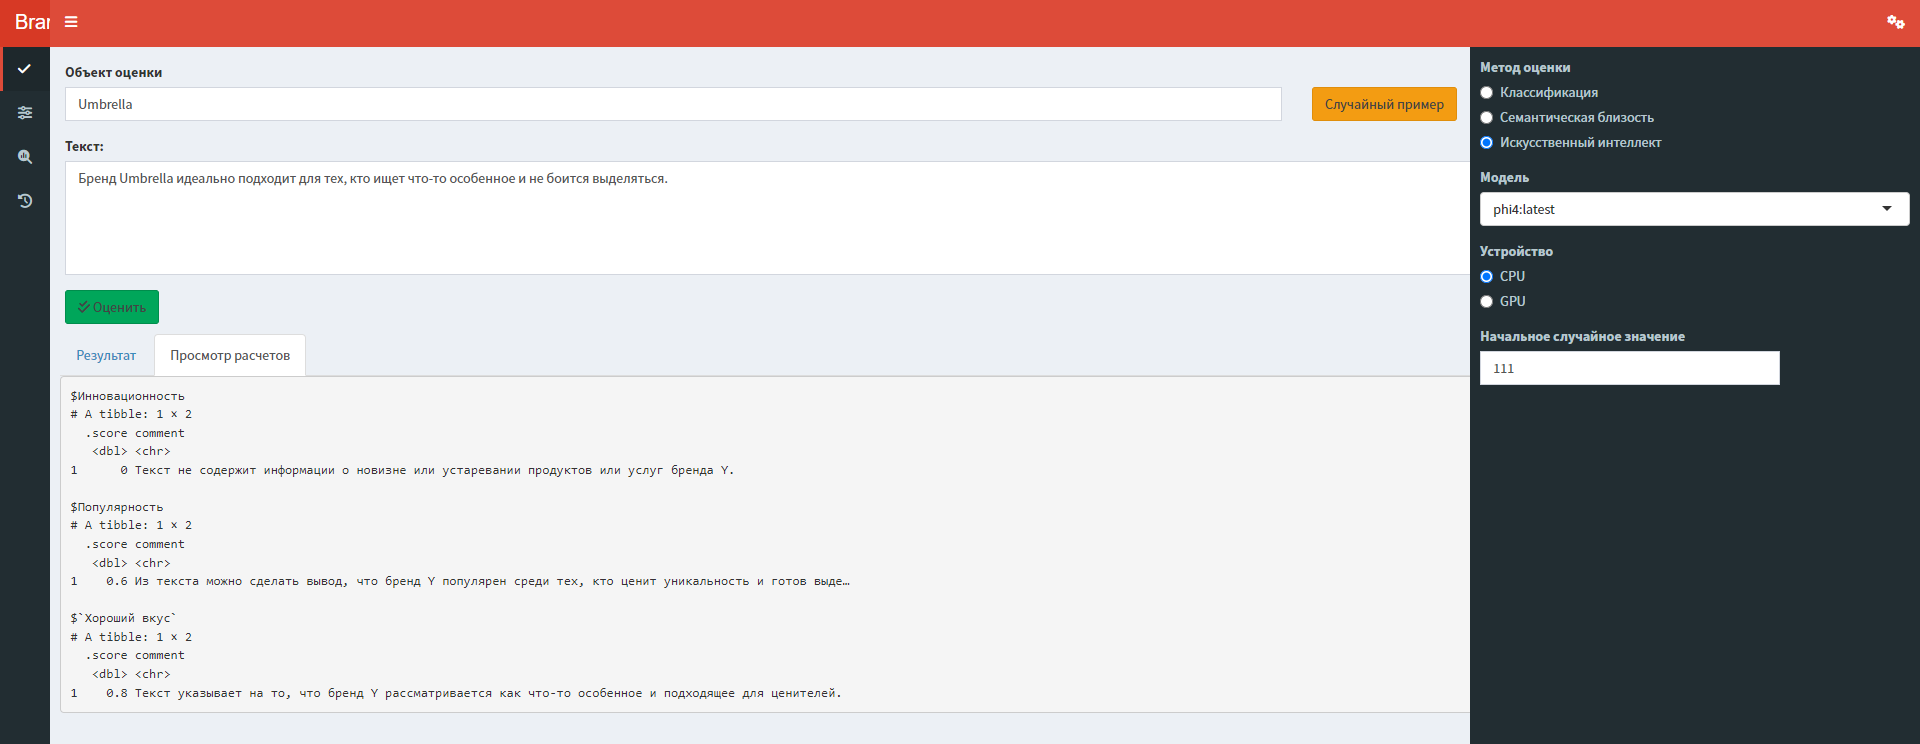 Bran
Объект оценки
Umbrella
Случайный пример
Текст:
Бренд Umbrella идеально подходит для тех, кто ищет что-то особенное и не боится выделяться.
Оценить
Результат
Просмотр расчетов
$Инновационность
# A tibble: 1 × 2
.score comment
<dbl> <chr>
1 0 Текст не содержит информации о новизне или устаревании продуктов или услуг бренда Y.
$Популярность
# A tibble: 1 × 2
.score comment
<dbl> <chr>
1 0.6 Из текста можно сделать вывод, что бренд Y популярен среди тех, кто ценит уникальность и готов выде…
$`Хороший вкус`
# A tibble: 1 × 2
.score comment
<dbl> <chr>
1 0.8 Текст указывает на то, что бренд Y рассматривается как что-то особенное и подходящее для ценителей.
Метод оценки
Классификация
Семантическая близость
Искусственный интеллект
Модель
phi4:latest
Устройство
CPU
GPU
Начальное случайное значение
111